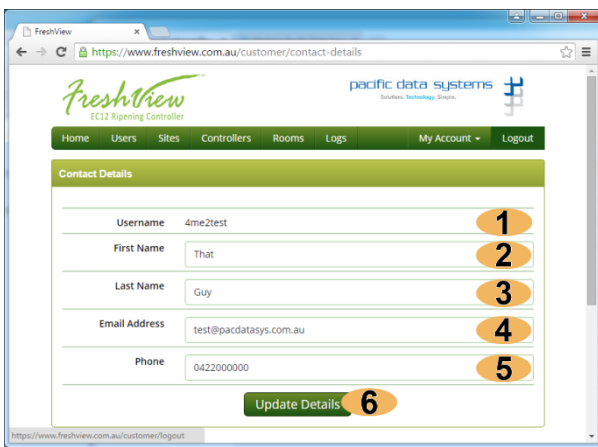 FreshView
https://www.freshview.com.au/customer/contact-details
FreshView
EC12 Ripening Controller
pacific data systems
Solutions. Technology. Simple.
Home Users Sites Controllers Rooms Logs My Account Logout
Contact Details
Username 4me2test 1
First Name That 2
Last Name Guy 3
Email Address test@pacdatasys.com.au 4
Phone 0422000000 5
Update Details 6
https://www.freshview.com.au/customer/logout